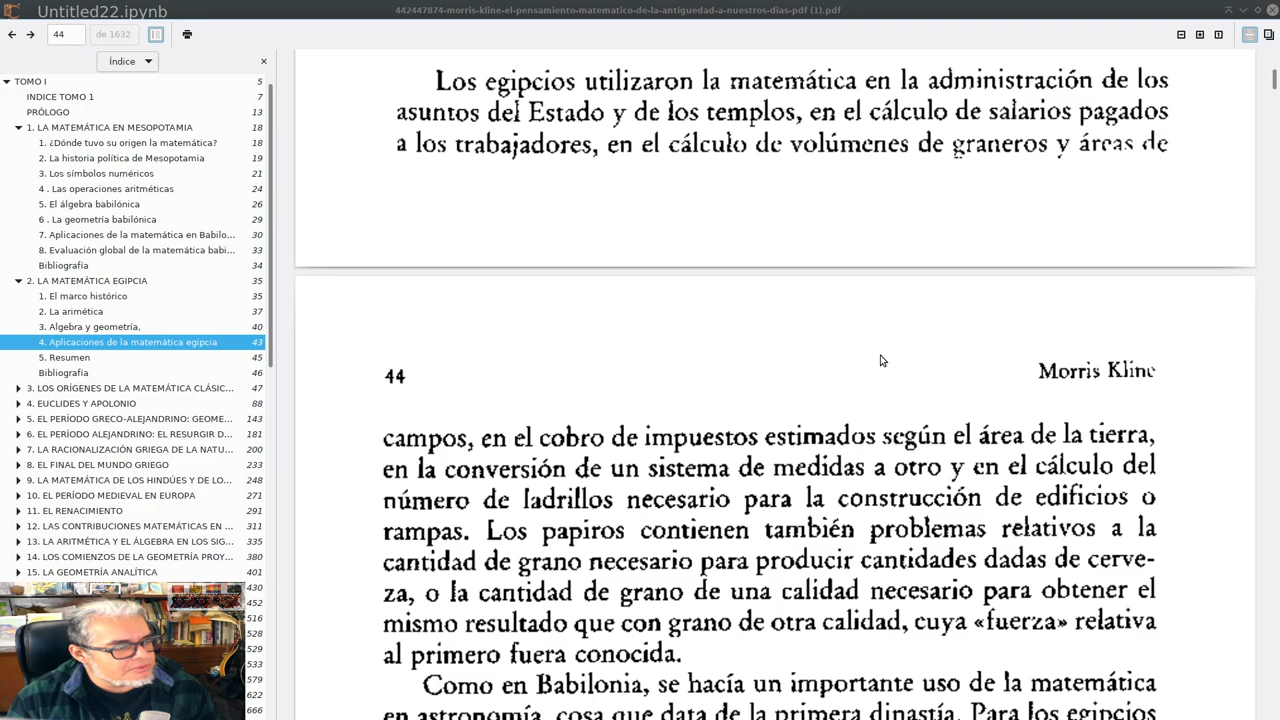 Untitled22.ipynb
442447874-morris-kline-el-pensamiento-matematico-de-la-antiguedad-a-nuestros-dias-pdf (1).pdf
44
de 1632
Índice
TOMO I 5
INDICE TOMO 1 7
PRÓLOGO 13
1. LA MATEMÁTICA EN MESOPOTAMIA 18
1. ¿Dónde tuvo su origen la matemática? 18
2. La historia política de Mesopotamia 19
3. Los símbolos numéricos 21
4 . Las operaciones aritméticas 24
5. El álgebra babilónica 26
6 . La geometría babilónica 29
7. Aplicaciones de la matemática en Babilo... 30
8. Evaluación global de la matemática babi... 33
Bibliografía 34
2. LA MATEMÁTICA EGIPCIA 35
1. El marco histórico 35
2. La arimética 37
3. Algebra y geometría, 40
4. Aplicaciones de la matemática egipcia 43
5. Resumen 45
Bibliografía 46
3. LOS ORÍGENES DE LA MATEMÁTICA CLÁSIC... 47
4. EUCLIDES Y APOLONIO 88
5. EL PERÍODO GRECO-ALEJANDRINO: GEOME... 143
6. EL PERÍODO ALEJANDRINO: EL RESURGIR D... 181
7. LA RACIONALIZACIÓN GRIEGA DE LA NATU... 200
8. EL FINAL DEL MUNDO GRIEGO 233
9. LA MATEMÁTICA DE LOS HINDÚES Y DE LO... 248
10. EL PERÍODO MEDIEVAL EN EUROPA 271
11. EL RENACIMIENTO 291
12. LAS CONTRIBUCIONES MATEMÁTICAS EN ... 311
13. LA ARITMÉTICA Y EL ÁLGEBRA EN LOS SIG... 335
14. LOS COMIENZOS DE LA GEOMETRÍA PROY... 380
15. LA GEOMETRÍA ANALÍTICA 401
430
452
516
528
529
533
579
622
666
Los egipcios utilizaron la matemática en la administración de los
asuntos del Estado y de los templos, en el cálculo de salarios pagados
a los trabajadores, en el cálculo de volúmenes de graneros y áreas de
44 Morris Kline
campos, en el cobro de impuestos estimados según el área de la tierra,
en la conversión de un sistema de medidas a otro y en el cálculo del
número de ladrillos necesario para la construcción de edificios o
rampas. Los papiros contienen también problemas relativos a la
cantidad de grano necesario para producir cantidades dadas de cerve-
za, o la cantidad de grano de una calidad necesario para obtener el
mismo resultado que con grano de otra calidad, cuya «fuerza» relativa
al primero fuera conocida.
Como en Babilonia, se hacía un importante uso de la matemática
en astronomía, cosa que data de la primera dinastía. Para los egipcios